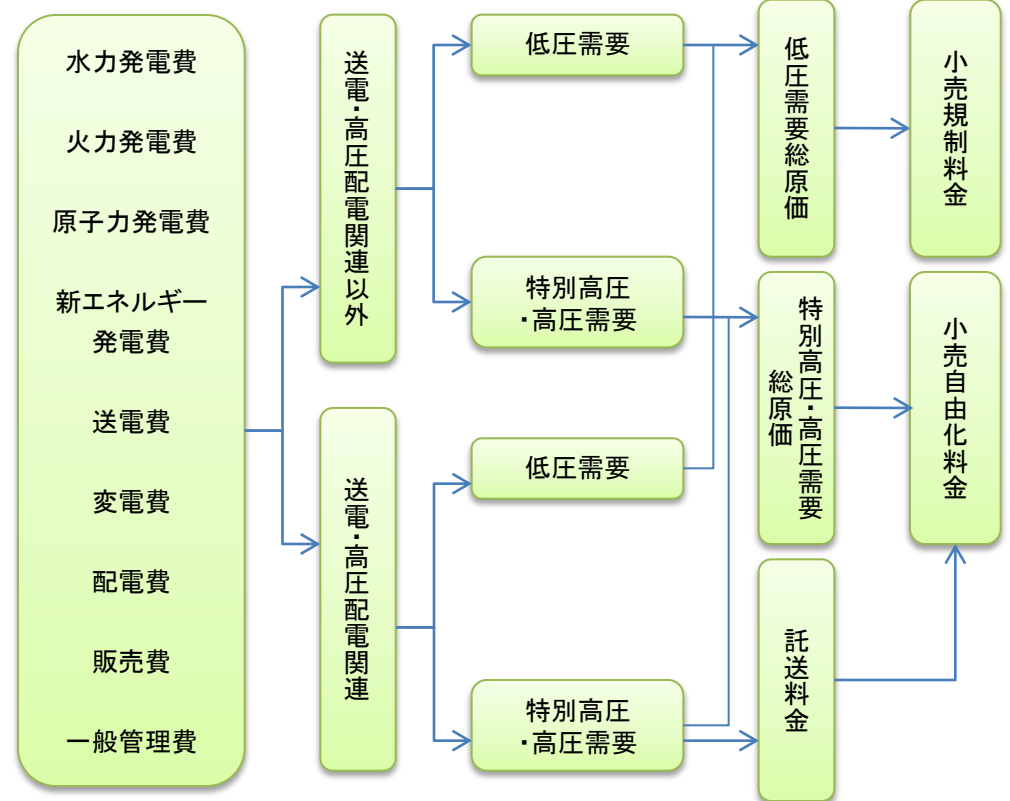 水力発電費
火力発電費
原子力発電費
新エネルギー
発電費
送電費
変電費
配電費
販売費
一般管理費
送電・高圧配電関連以外
送電・高圧配電関連
低圧需要
特別高圧
・高圧需要
低圧需要
特別高圧
・高圧需要
低圧需要総原価
特別高圧・高圧需要
総原価
託送料金
小売規制料金
小売自由化料金